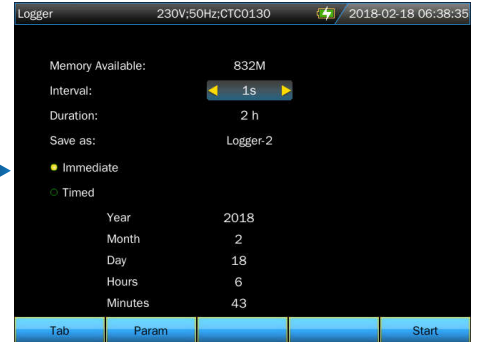 Logger 230V;50Hz;CTC0130 2018-02-18 06:38:35
Memory Available: 832M
Interval: 1s
Duration: 2 h
Save as: Logger-2
Immediate
Timed
Year 2018
Month 2
Day 18
Hours 6
Minutes 43
Tab Param Start